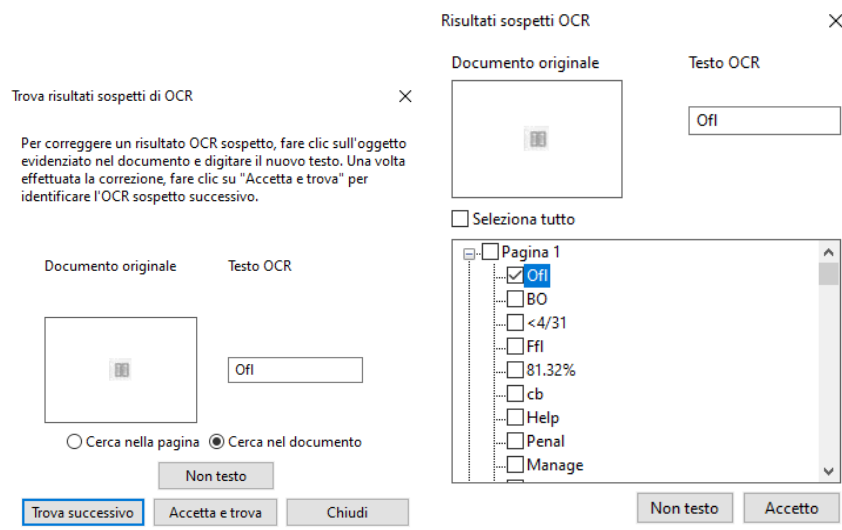 Trova risultati sospetti di OCR
Per correggere un risultato OCR sospetto, fare clic sull'oggetto
evidenziato nel documento e digitare il nuovo testo. Una volta
effettuata la correzione, fare clic su "Accetta e trova" per
identificare l'OCR sospetto successivo.
Documento originale
Testo OCR
Ofl
Cerca nella pagina
Cerca nel documento
Non testo
Trova successivo
Accetta e trova
Chiudi
Risultati sospetti OCR
Documento originale
Testo OCR
Ofl
Seleziona tutto
Pagina 1
Ofl
BO
<4/31
Ffl
81.32%
cb
Help
Penal
Manage
Non testo
Accetto